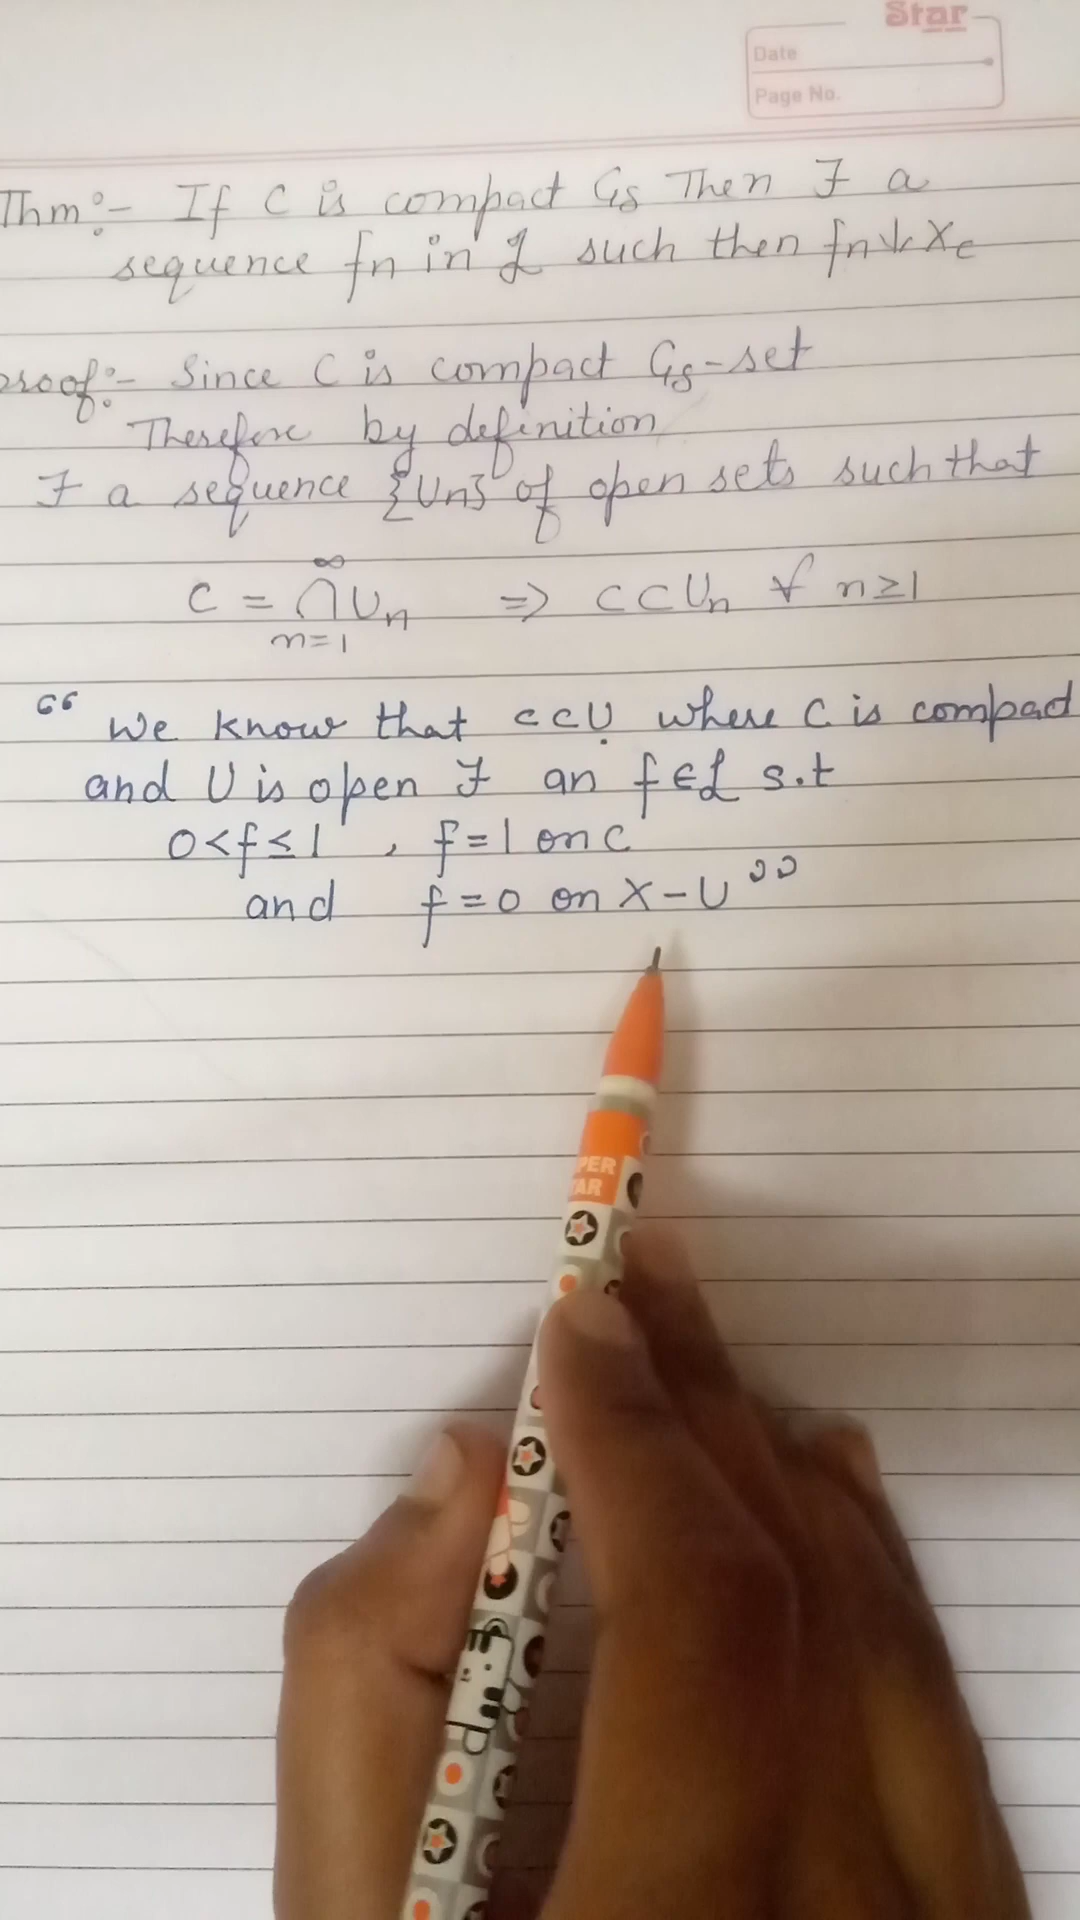 Star
Date
Page No.
Thm:- If C is compact Gδ Then ∃ a
sequence fn in ℒ such then fn ↓ χc
proof:- Since C is compact Gδ-set
Therefore by definition
∃ a sequence {Un} of open sets such that
C = ∞⋂n=1 Un ⇒ C⊂Un ∀ n≥1
“ We know that C⊂U where C is compact
and U is open ∃ an f∈ℒ s.t
0<f≤1 , f=1 on C
and f=0 on X-U ”
PER
TAR